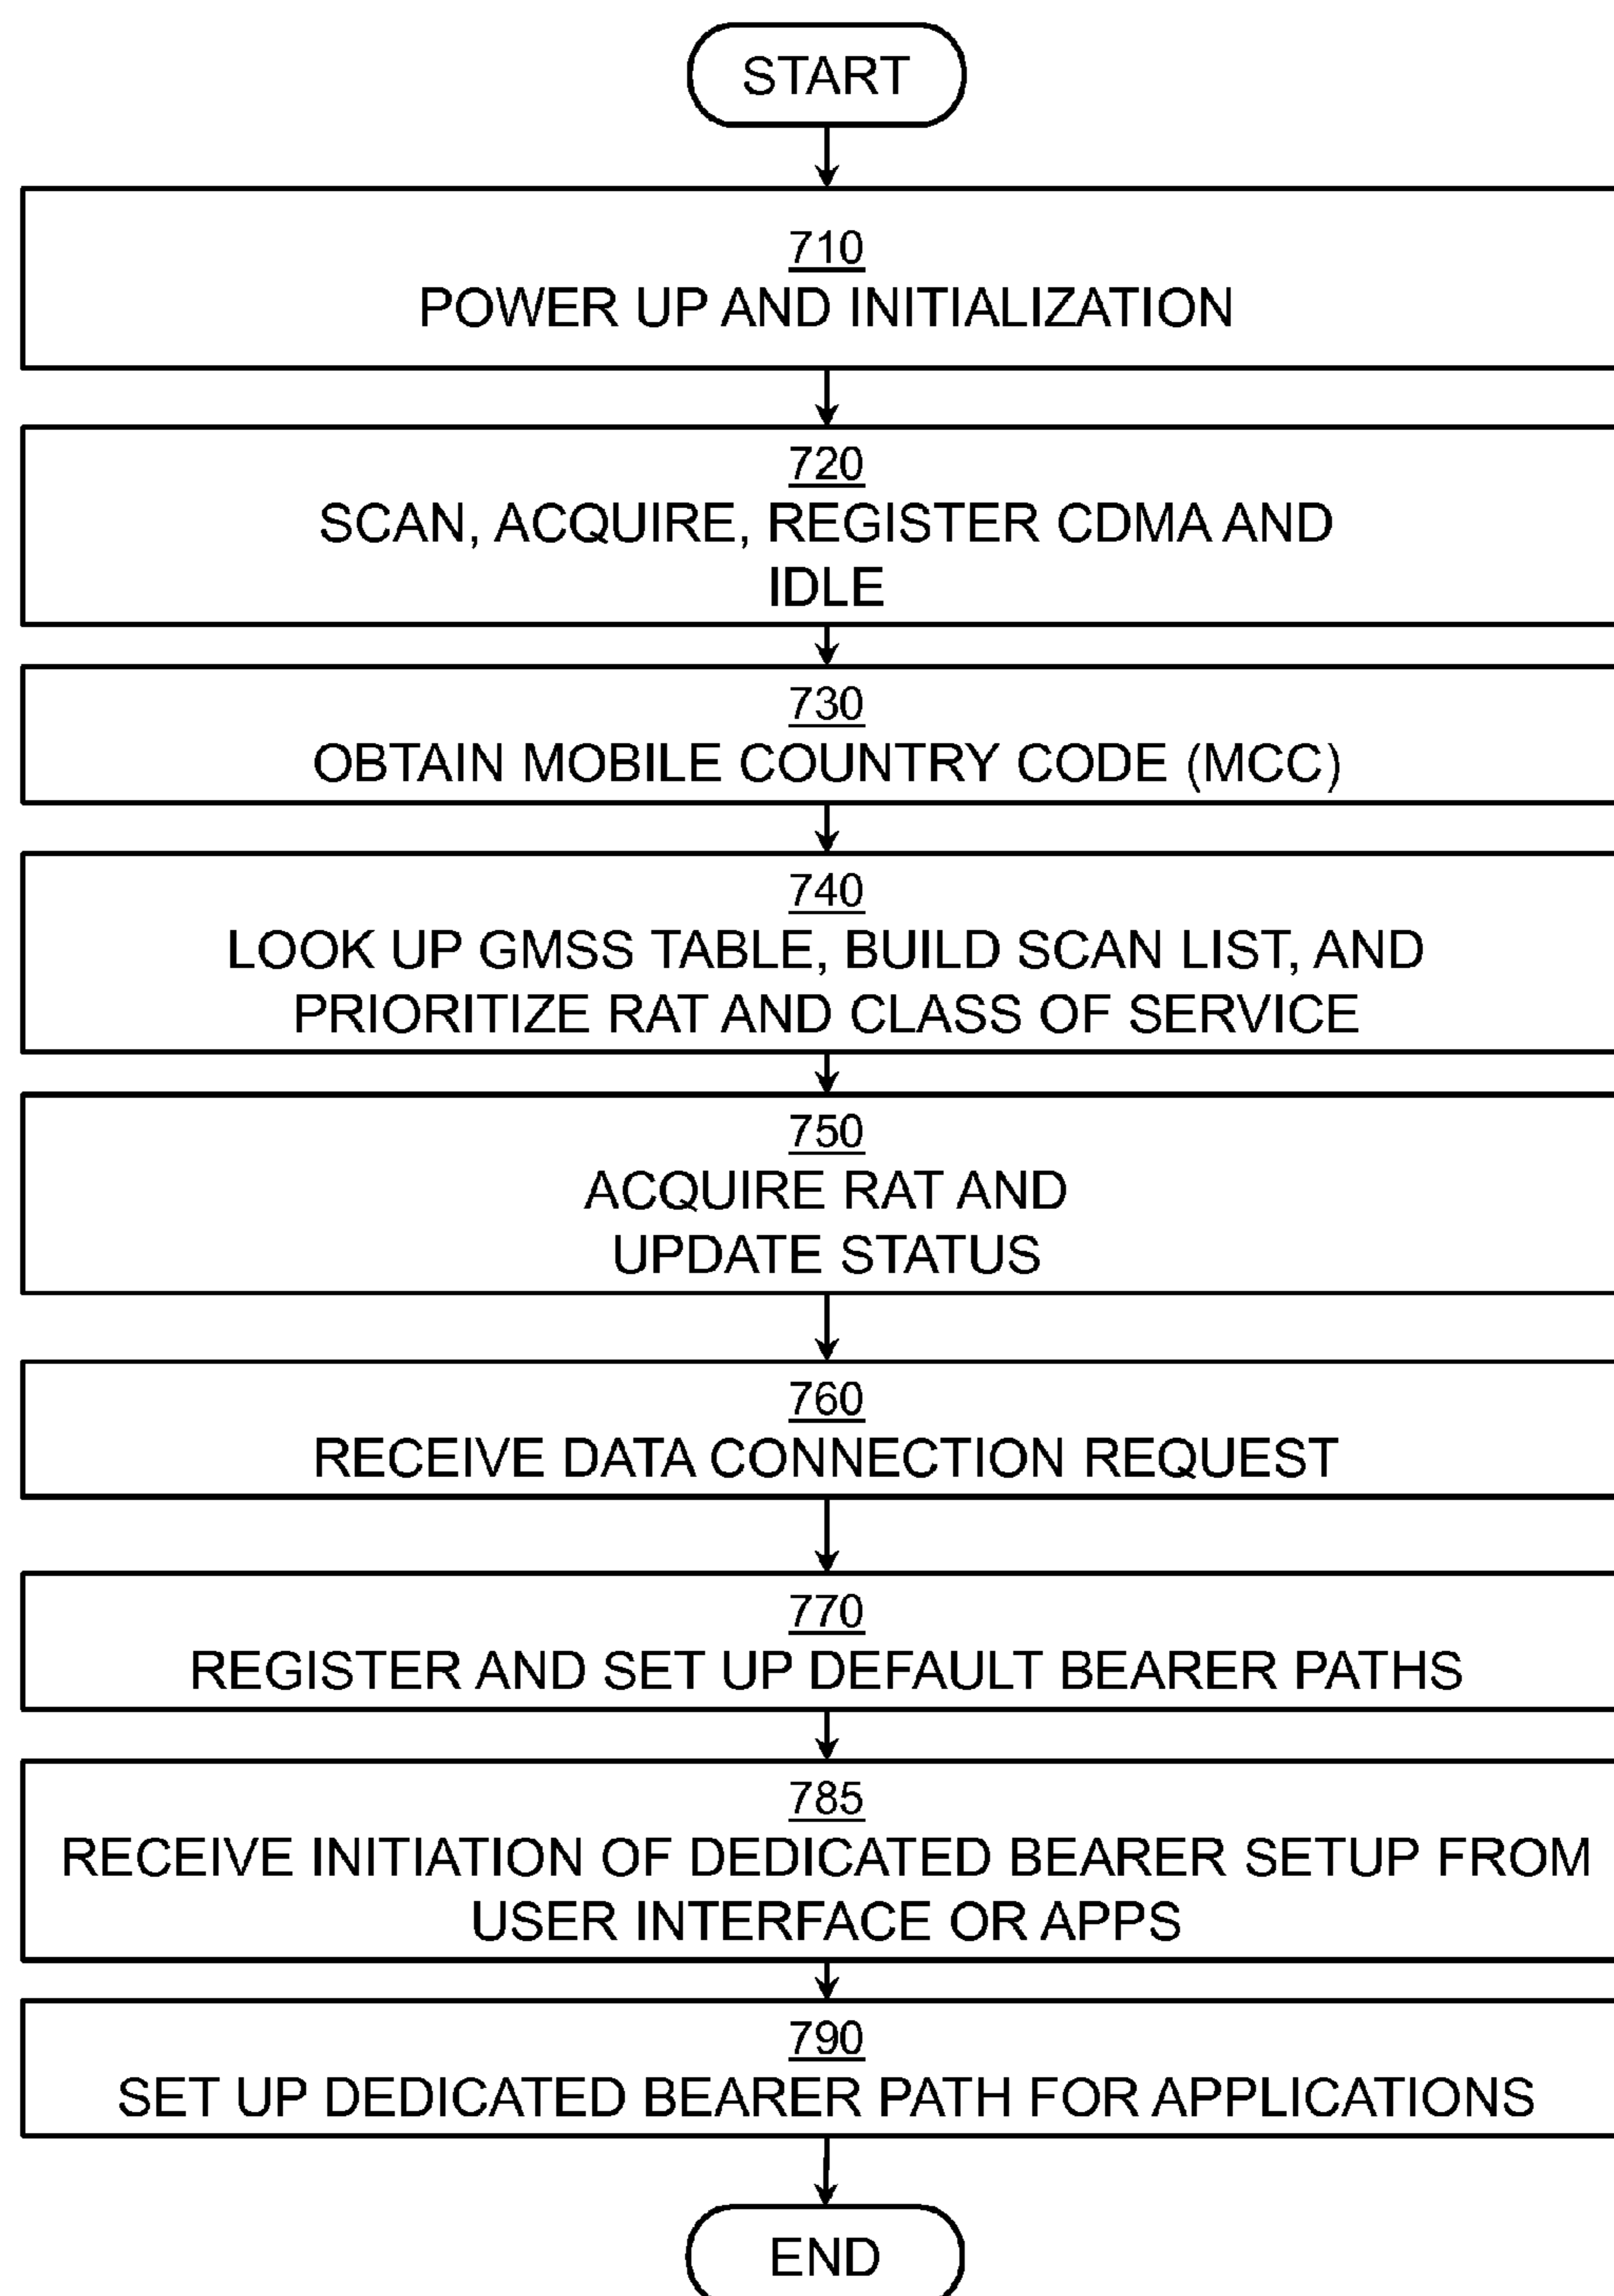 START
710
POWER UP AND INITIALIZATION
720
SCAN, ACQUIRE, REGISTER CDMA AND
IDLE
730
OBTAIN MOBILE COUNTRY CODE (MCC)
740
LOOK UP GMSS TABLE, BUILD SCAN LIST, AND
PRIORITIZE RAT AND CLASS OF SERVICE
750
ACQUIRE RAT AND
UPDATE STATUS
760
RECEIVE DATA CONNECTION REQUEST
770
REGISTER AND SET UP DEFAULT BEARER PATHS
785
RECEIVE INITIATION OF DEDICATED BEARER SETUP FROM
USER INTERFACE OR APPS
790
SET UP DEDICATED BEARER PATH FOR APPLICATIONS
END